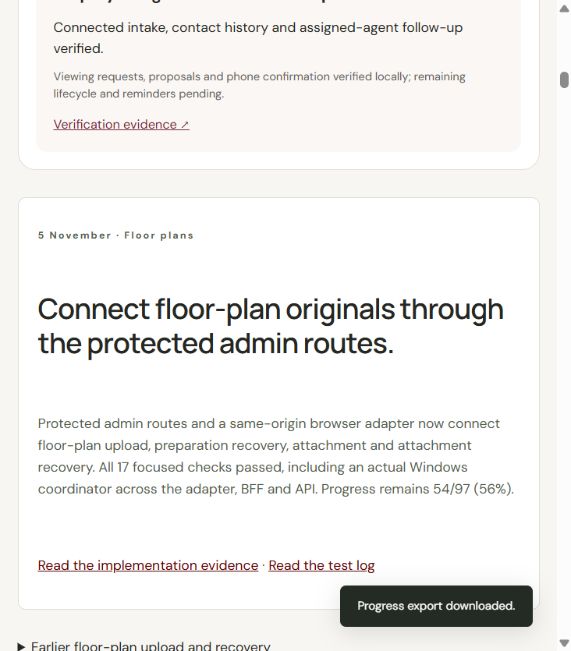 Connected intake, contact history and assigned-agent follow-up
verified.
Viewing requests, proposals and phone confirmation verified locally; remaining
lifecycle and reminders pending.
Verification evidence ↗
5 November · Floor plans
Connect floor-plan originals through
the protected admin routes.
Protected admin routes and a same-origin browser adapter now connect
floor-plan upload, preparation recovery, attachment and attachment
recovery. All 17 focused checks passed, including an actual Windows
coordinator across the adapter, BFF and API. Progress remains 54/97 (56%).
Read the implementation evidence · Read the test log
Progress export downloaded.
▶ Earlier floor-plan upload and recovery